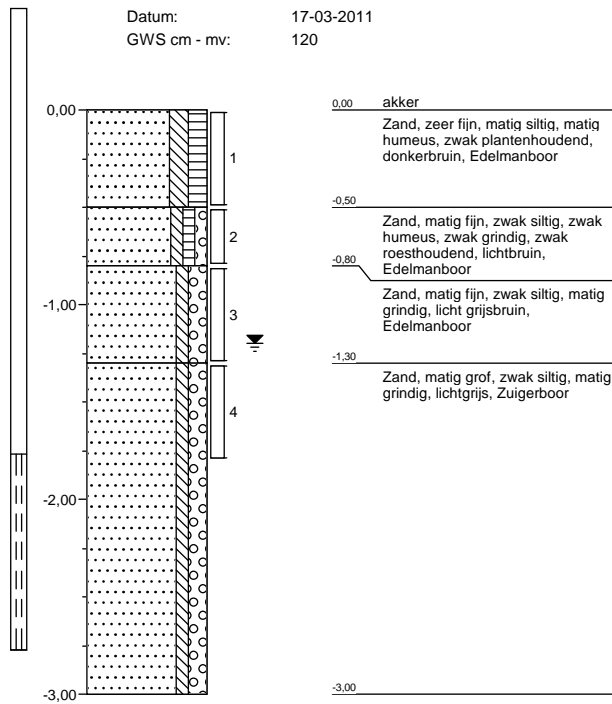 Datum: 17-03-2011
GWS cm - mv: 120
0,00
-1,00
-2,00
-3,00
1
2
3
4
0,00 akker
Zand, zeer fijn, matig siltig, matig
humeus, zwak plantenhoudend,
donkerbruin, Edelmanboor
-0,50
Zand, matig fijn, zwak siltig, zwak
humeus, zwak grindig, zwak
roesthoudend, lichtbruin,
Edelmanboor
-0,80
Zand, matig fijn, zwak siltig, matig
grindig, licht grijsbruin,
Edelmanboor
-1,30
Zand, matig grof, zwak siltig, matig
grindig, lichtgrijs, Zuigerboor
-3,00